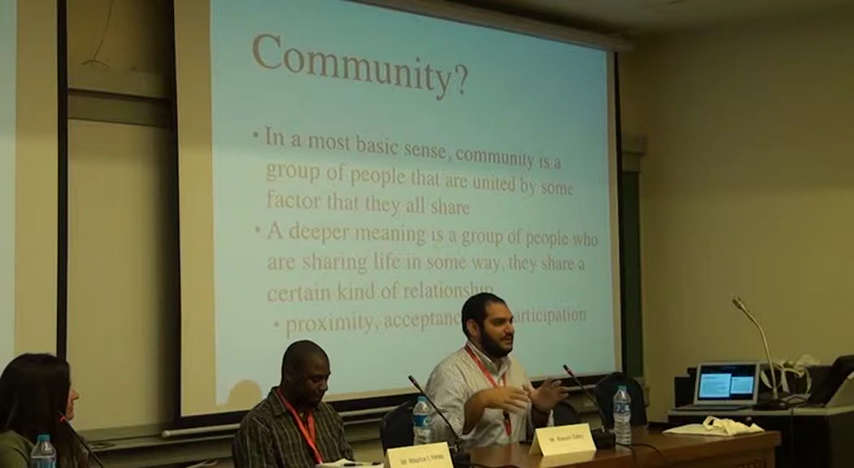 Community?
• In a most basic sense, community is a
group of people that are united by some
factor that they all share
• A deeper meaning is a group of people who
are sharing life in some way, they share a
certain kind of relationship
• proximity, acceptance participation
Mr.
Mr.